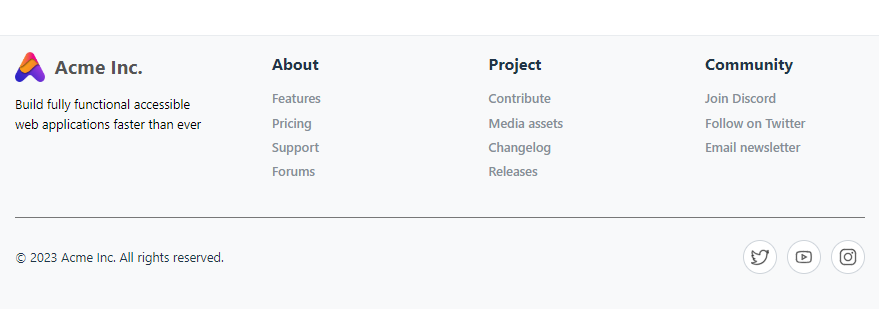 Acme Inc.
Build fully functional accessible
web applications faster than ever
About
Features
Pricing
Support
Forums
Project
Contribute
Media assets
Changelog
Releases
Community
Join Discord
Follow on Twitter
Email newsletter
© 2023 Acme Inc. All rights reserved.